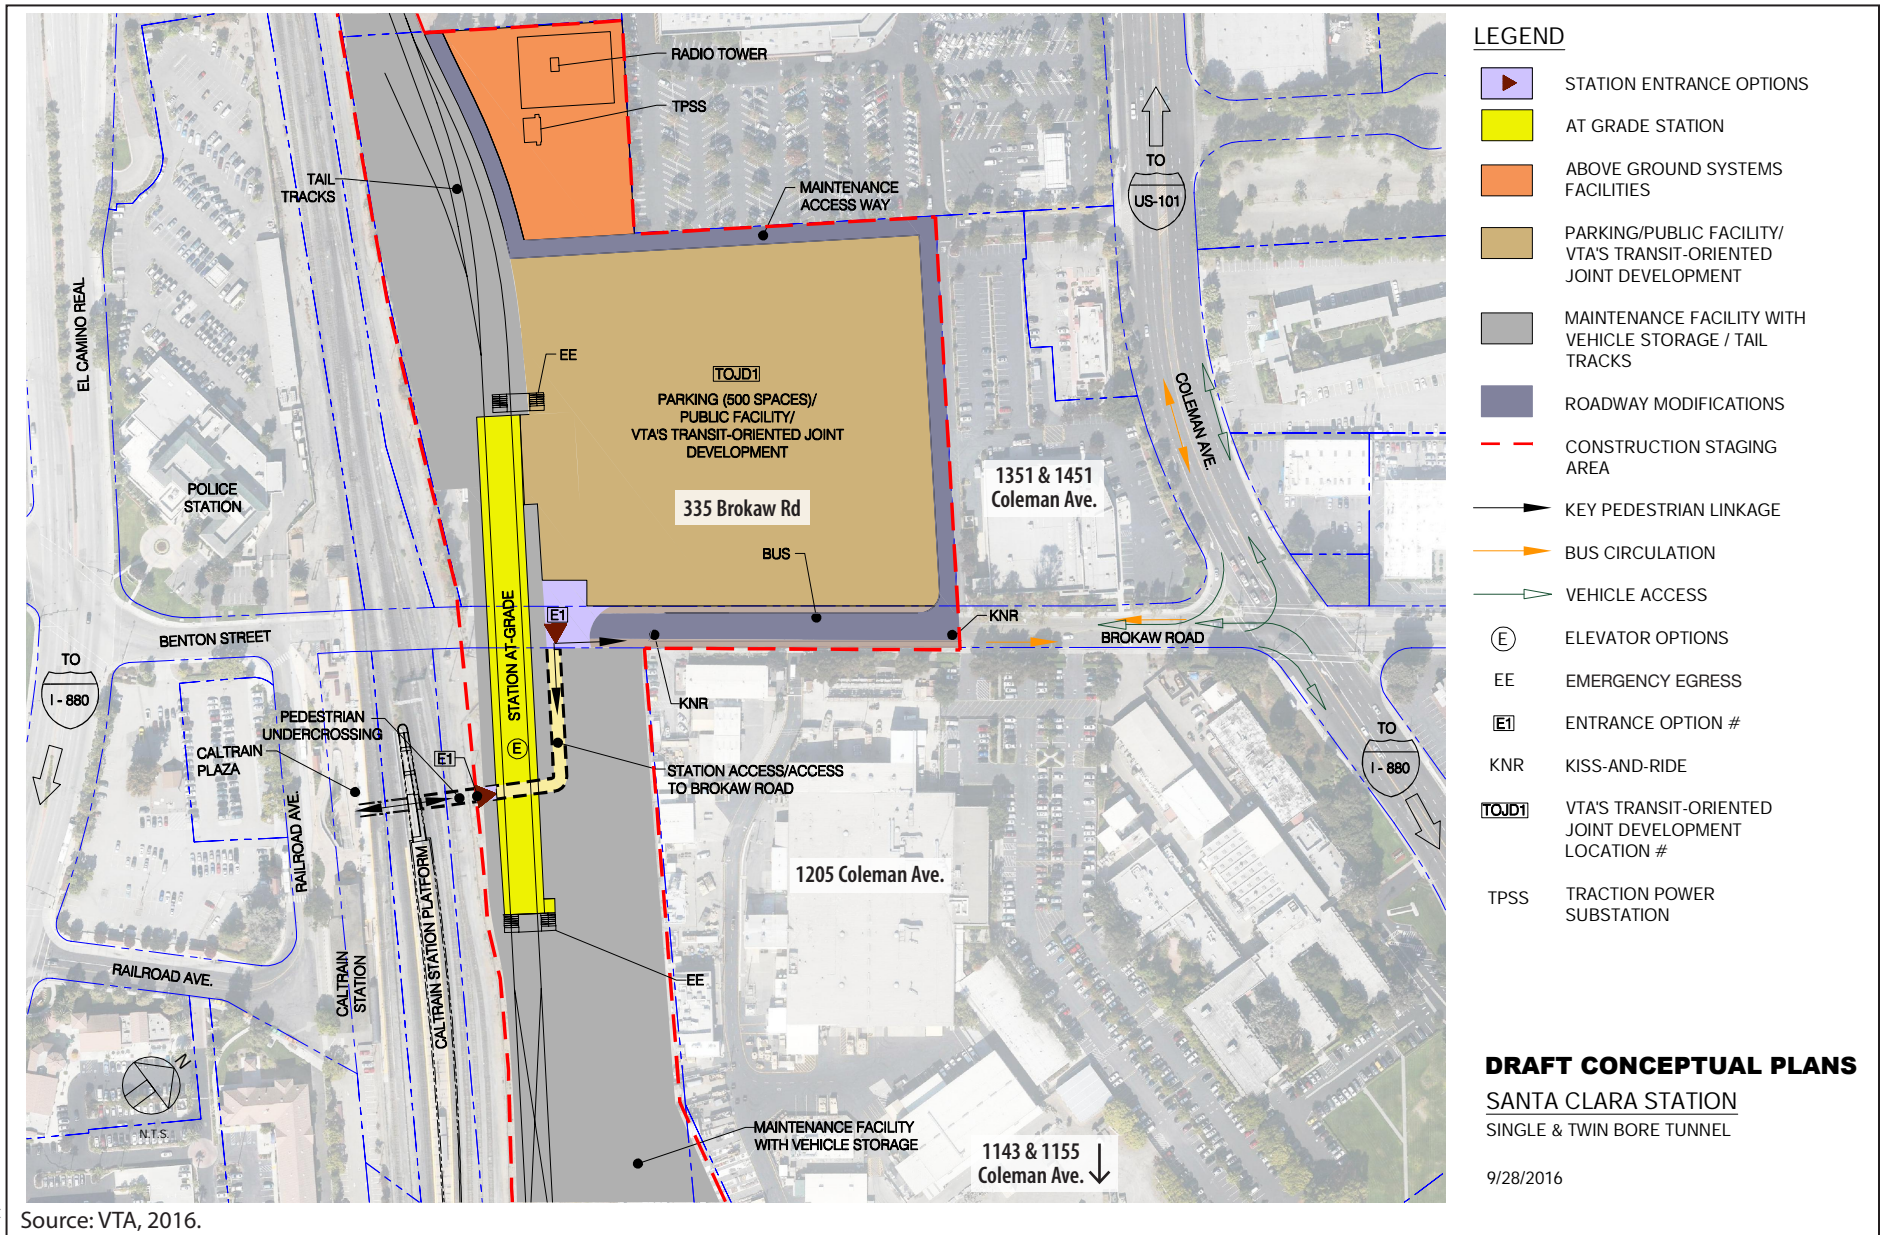 RADIO TOWER
TPSS
TAIL
TRACKS
MAINTENANCE
ACCESS WAY
TO
US-101
EL CAMINO REAL
EE
TOJD1
PARKING (500 SPACES)/
PUBLIC FACILITY/
VTA'S TRANSIT-ORIENTED JOINT
DEVELOPMENT
COLEMAN AVE.
POLICE
STATION
335 Brokaw Rd
1351 & 1451
Coleman Ave.
BUS
STATION AT-GRADE
E1
KNR
BENTON STREET
BROKAW ROAD
TO
I - 880
KNR
PEDESTRIAN
UNDERCROSSING
CALTRAIN
PLAZA
E1
E
STATION ACCESS/ACCESS
TO BROKAW ROAD
TO
I - 880
RAILROAD AVE.
CALTRAIN STATION PLATFORM
1205 Coleman Ave.
RAILROAD AVE.
CALTRAIN
STATION
EE
N
N.T.S.
MAINTENANCE FACILITY
WITH VEHICLE STORAGE
1143 & 1155
Coleman Ave.
LEGEND
STATION ENTRANCE OPTIONS
AT GRADE STATION
ABOVE GROUND SYSTEMS
FACILITIES
PARKING/PUBLIC FACILITY/
VTA'S TRANSIT-ORIENTED
JOINT DEVELOPMENT
MAINTENANCE FACILITY WITH
VEHICLE STORAGE / TAIL
TRACKS
ROADWAY MODIFICATIONS
CONSTRUCTION STAGING
AREA
KEY PEDESTRIAN LINKAGE
BUS CIRCULATION
VEHICLE ACCESS
E ELEVATOR OPTIONS
EE EMERGENCY EGRESS
E1 ENTRANCE OPTION #
KNR KISS-AND-RIDE
TOJD1 VTA'S TRANSIT-ORIENTED
JOINT DEVELOPMENT
LOCATION #
TPSS TRACTION POWER
SUBSTATION
DRAFT CONCEPTUAL PLANS
SANTA CLARA STATION
SINGLE & TWIN BORE TUNNEL
9/28/2016
Source: VTA, 2016.